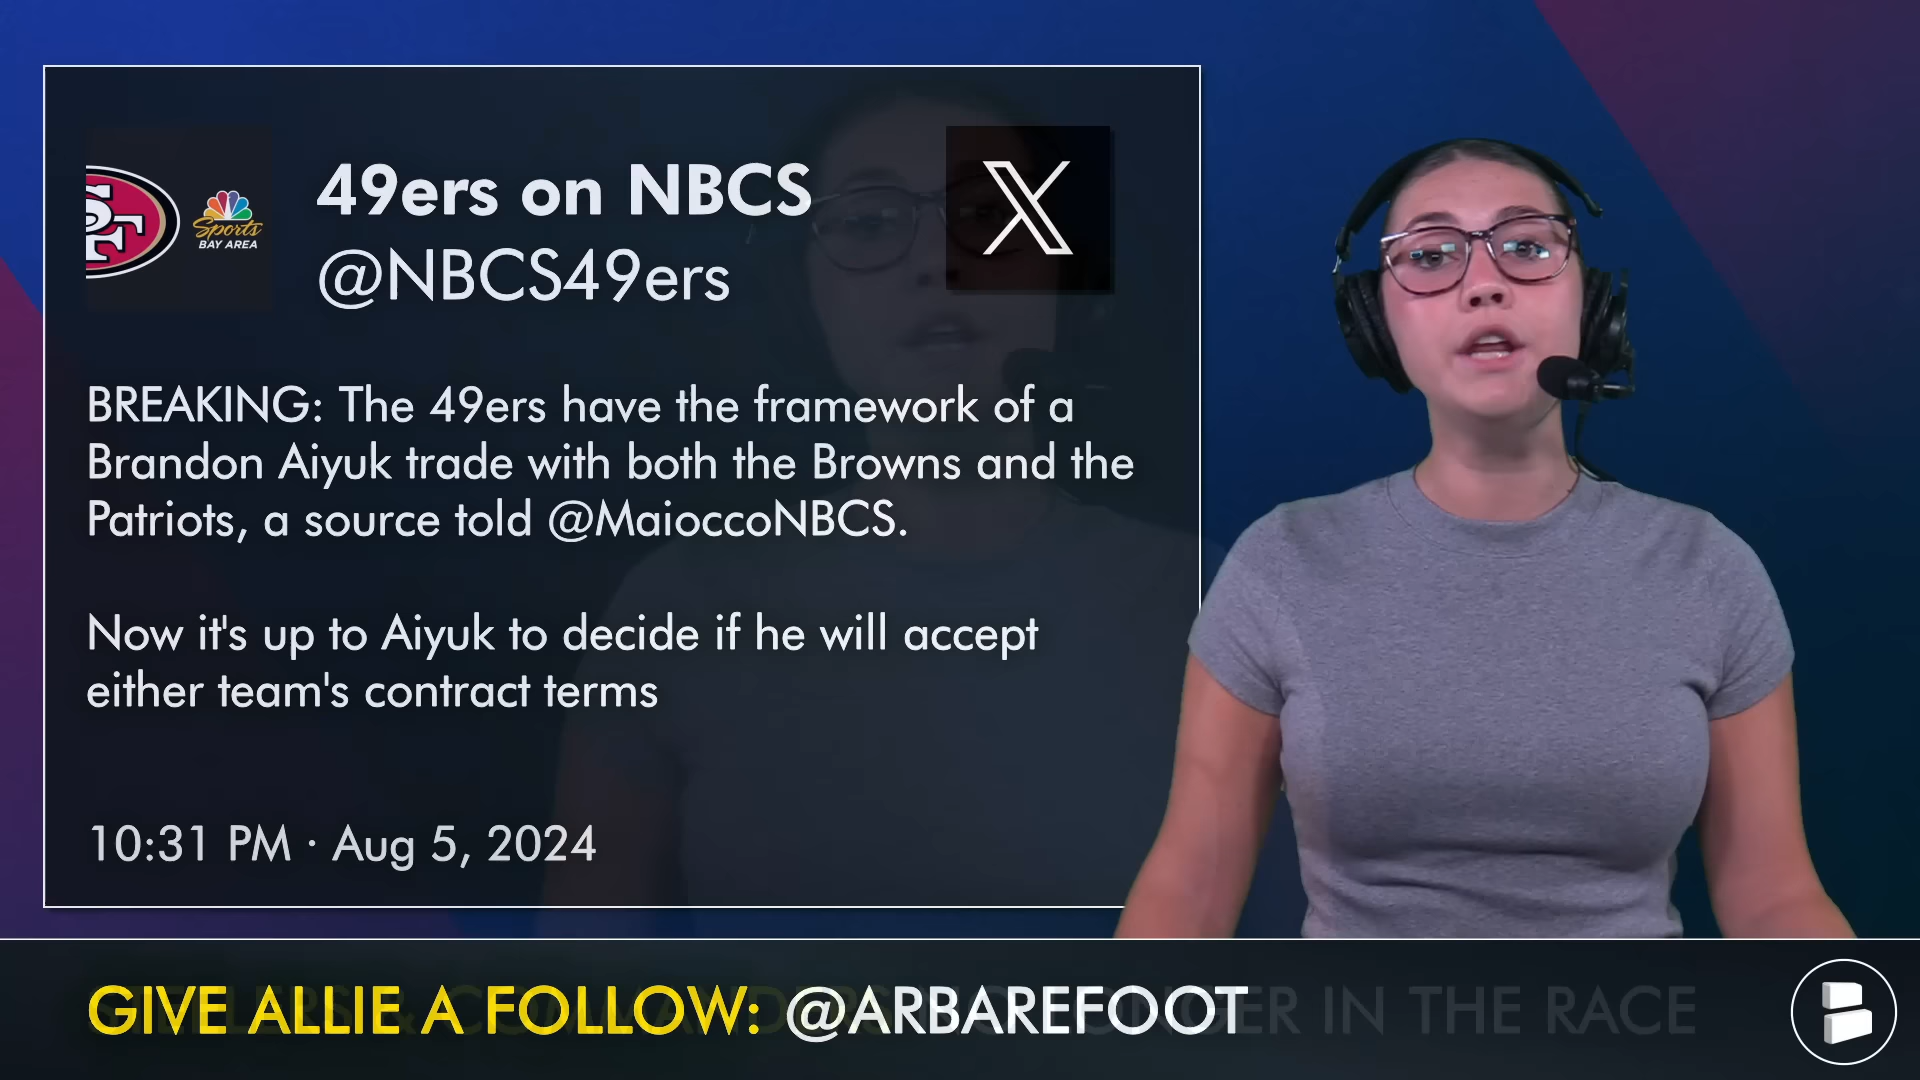 49ers on NBCS
@NBCS49ers
Sports
BAY AREA
BREAKING: The 49ers have the framework of a
Brandon Aiyuk trade with both the Browns and the
Patriots, a source told @MaioccoNBCS.
Now it's up to Aiyuk to decide if he will accept
either team's contract terms
10:31 PM · Aug 5, 2024
GIVE ALLIE A FOLLOW: @ARBAREFOOT
IN THE RACE